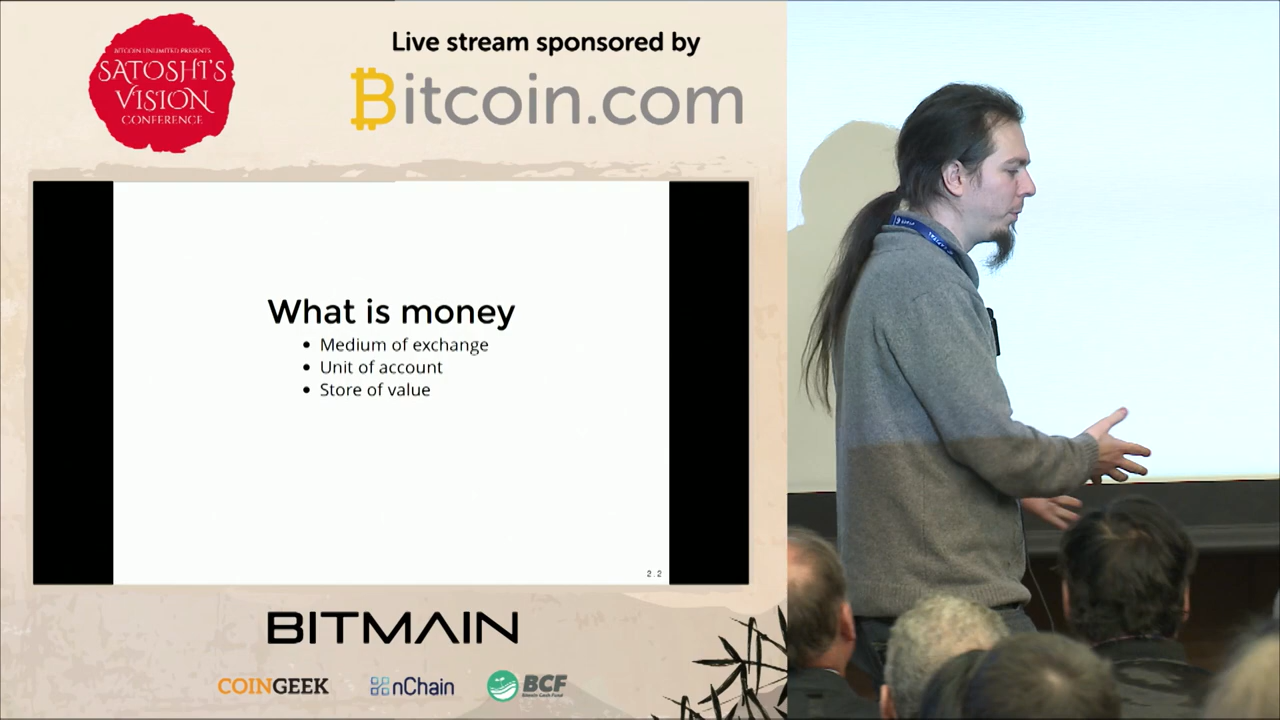 BITCOIN UNLIMITED PRESENTS
SATOSHI'S
VISION
CONFERENCE
Live stream sponsored by
Bitcoin.com
What is money
Medium of exchange
Unit of account
Store of value
2.2
BITMAIN
COINGEEK
nChain
BCF